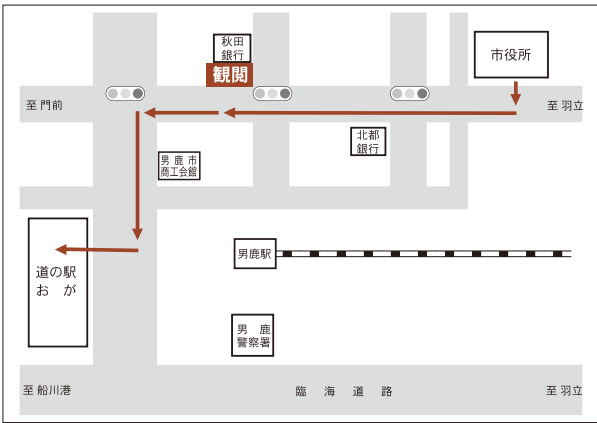 秋田
銀行
観閲
市役所
至 門前
至 羽立
北都
銀行
男鹿市
商工会館
道の駅
おが
男鹿駅
男鹿
警察署
至 船川港
臨海道路
至 羽立